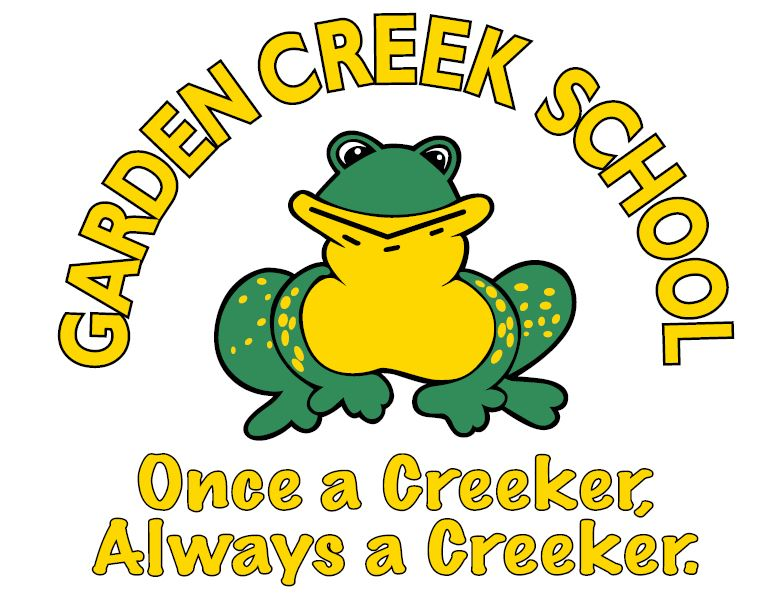 GARDEN CREEK SCHOOL
Once a Creeker,
Always a Creeker.